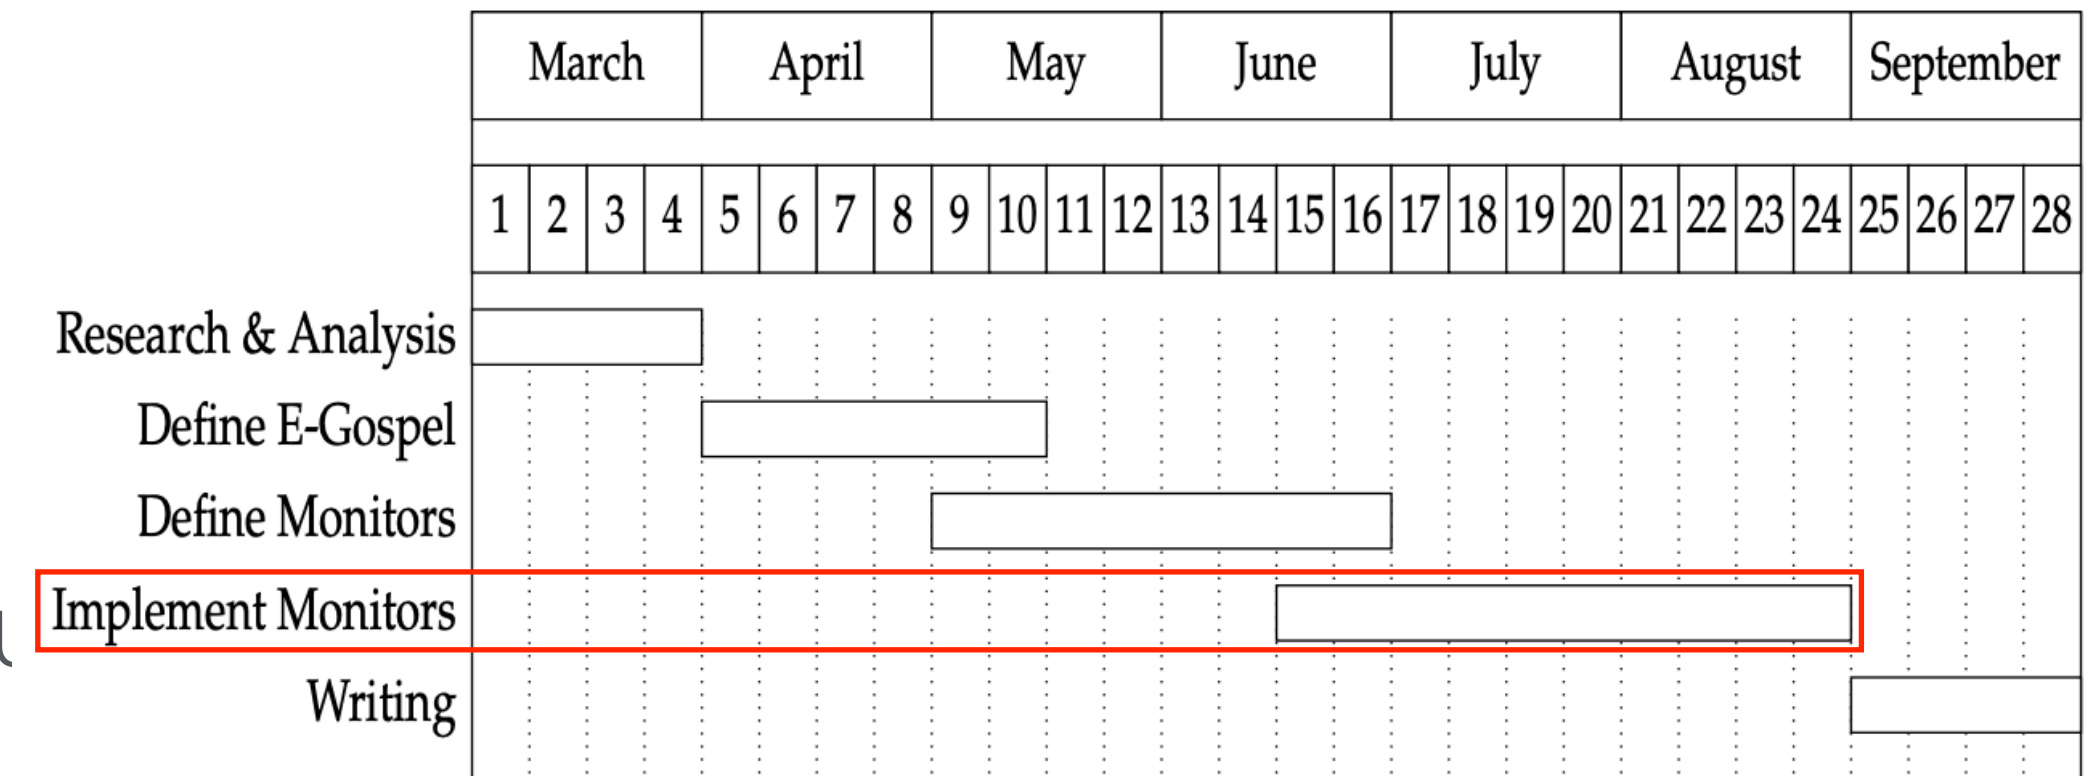 March April May June July August September
1 2 3 4 5 6 7 8 9 10 11 12 13 14 15 16 17 18 19 20 21 22 23 24 25 26 27 28
Research & Analysis
Define E-Gospel
Define Monitors
Implement Monitors
Writing